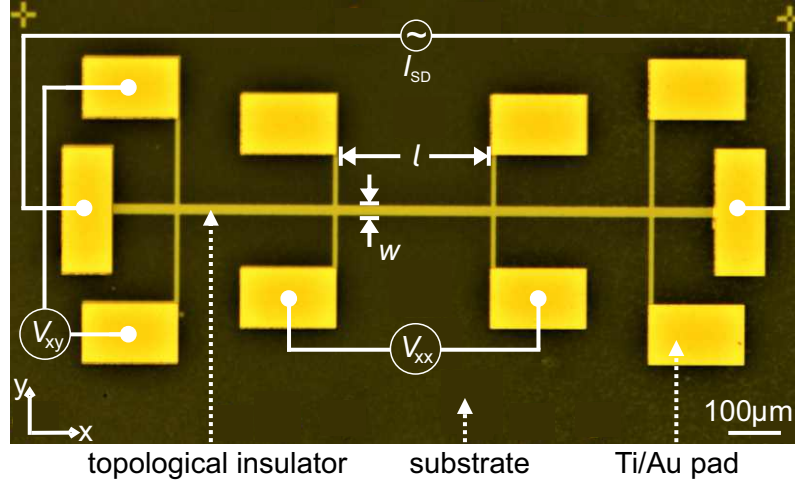 ~
I_SD
l
w
V_xy
V_xx
y
x
100μm
topological insulator
substrate
Ti/Au pad